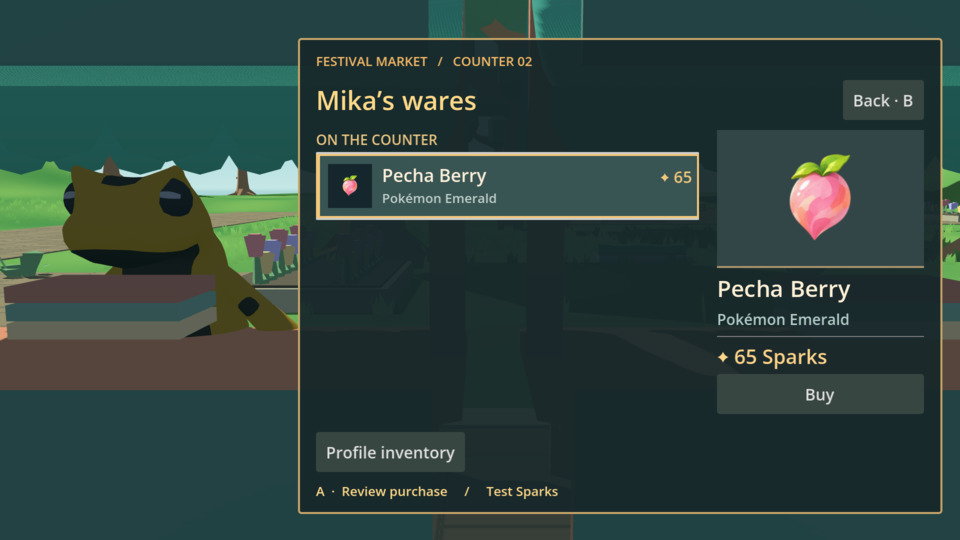 FESTIVAL MARKET / COUNTER 02
Mika’s wares
Back · B
ON THE COUNTER
Pecha Berry
✦ 65
Pokémon Emerald
Pecha Berry
Pokémon Emerald
✦ 65 Sparks
Buy
Profile inventory
A · Review purchase / Test Sparks